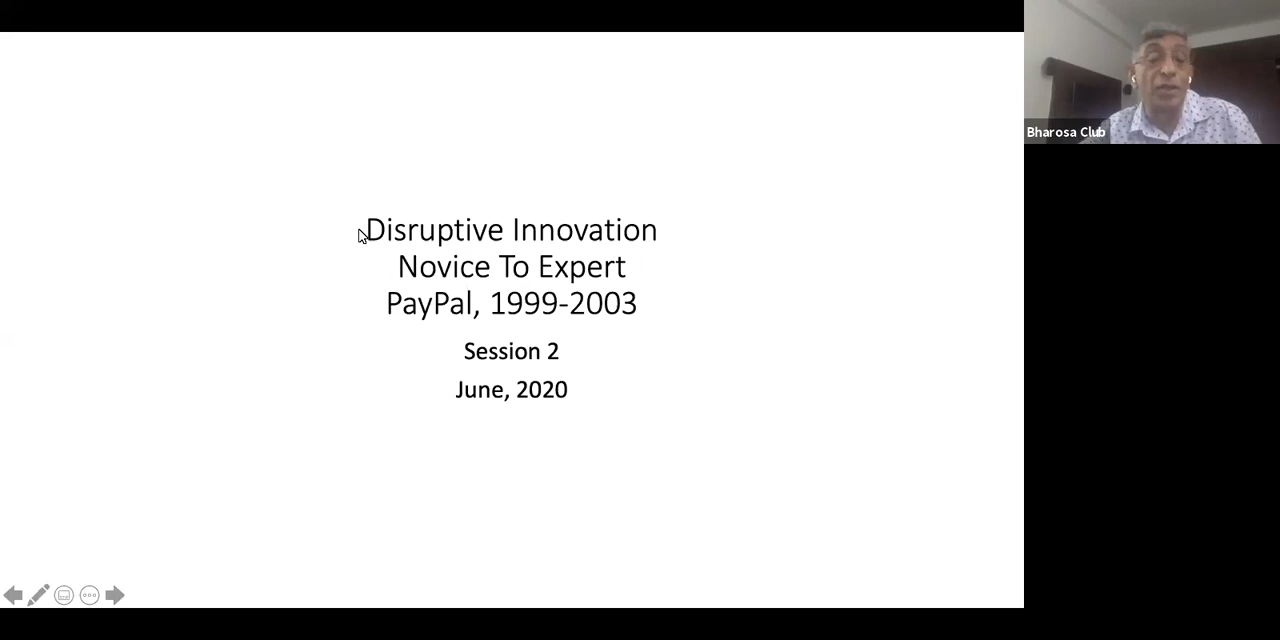 Disruptive Innovation
Novice To Expert
PayPal, 1999-2003
Session 2
June, 2020
Bharosa Club